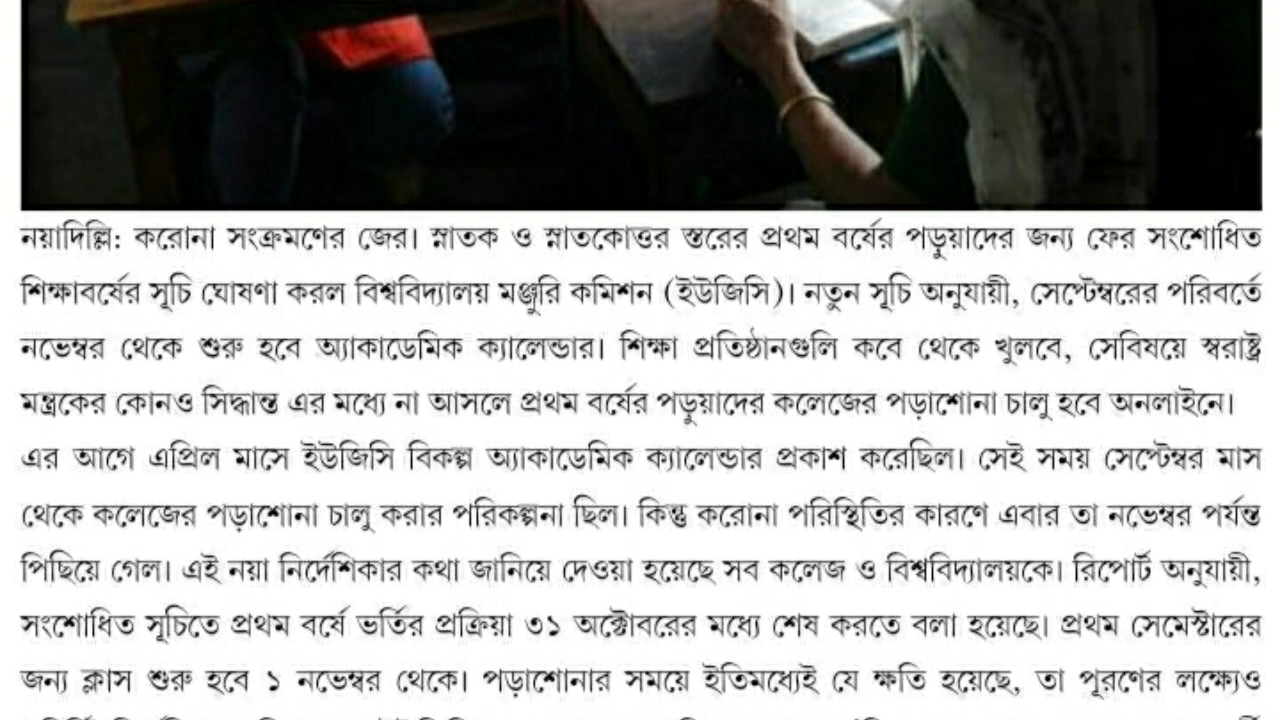 নয়াদিল্লি: করোনা সংক্রমণের জের। স্নাতক ও স্নাতকোত্তর স্তরের প্রথম বর্ষের পড়ুয়াদের জন্য ফের সংশোধিত
শিক্ষাবর্ষের সূচি ঘোষণা করল বিশ্ববিদ্যালয় মঞ্জুরি কমিশন (ইউজিসি)। নতুন সূচি অনুযায়ী, সেপ্টেম্বরের পরিবর্তে
নভেম্বর থেকে শুরু হবে অ্যাকাডেমিক ক্যালেন্ডার। শিক্ষা প্রতিষ্ঠানগুলি কবে থেকে খুলবে, সেবিষয়ে স্বরাষ্ট্র
মন্ত্রকের কোনও সিদ্ধান্ত এর মধ্যে না আসলে প্রথম বর্ষের পড়ুয়াদের কলেজের পড়াশোনা চালু হবে অনলাইনে।
এর আগে এপ্রিল মাসে ইউজিসি বিকল্প অ্যাকাডেমিক ক্যালেন্ডার প্রকাশ করেছিল। সেই সময় সেপ্টেম্বর মাস
থেকে কলেজের পড়াশোনা চালু করার পরিকল্পনা ছিল। কিন্তু করোনা পরিস্থিতির কারণে এবার তা নভেম্বর পর্যন্ত
পিছিয়ে গেল। এই নয়া নির্দেশিকার কথা জানিয়ে দেওয়া হয়েছে সব কলেজ ও বিশ্ববিদ্যালয়কে। রিপোর্ট অনুযায়ী,
সংশোধিত সূচিতে প্রথম বর্ষে ভর্তির প্রক্রিয়া ৩১ অক্টোবরের মধ্যে শেষ করতে বলা হয়েছে। প্রথম সেমেস্টারের
জন্য ক্লাস শুরু হবে ১ নভেম্বর থেকে। পড়াশোনার সময়ে ইতিমধ্যেই যে ক্ষতি হয়েছে, তা পূরণের লক্ষ্যেও